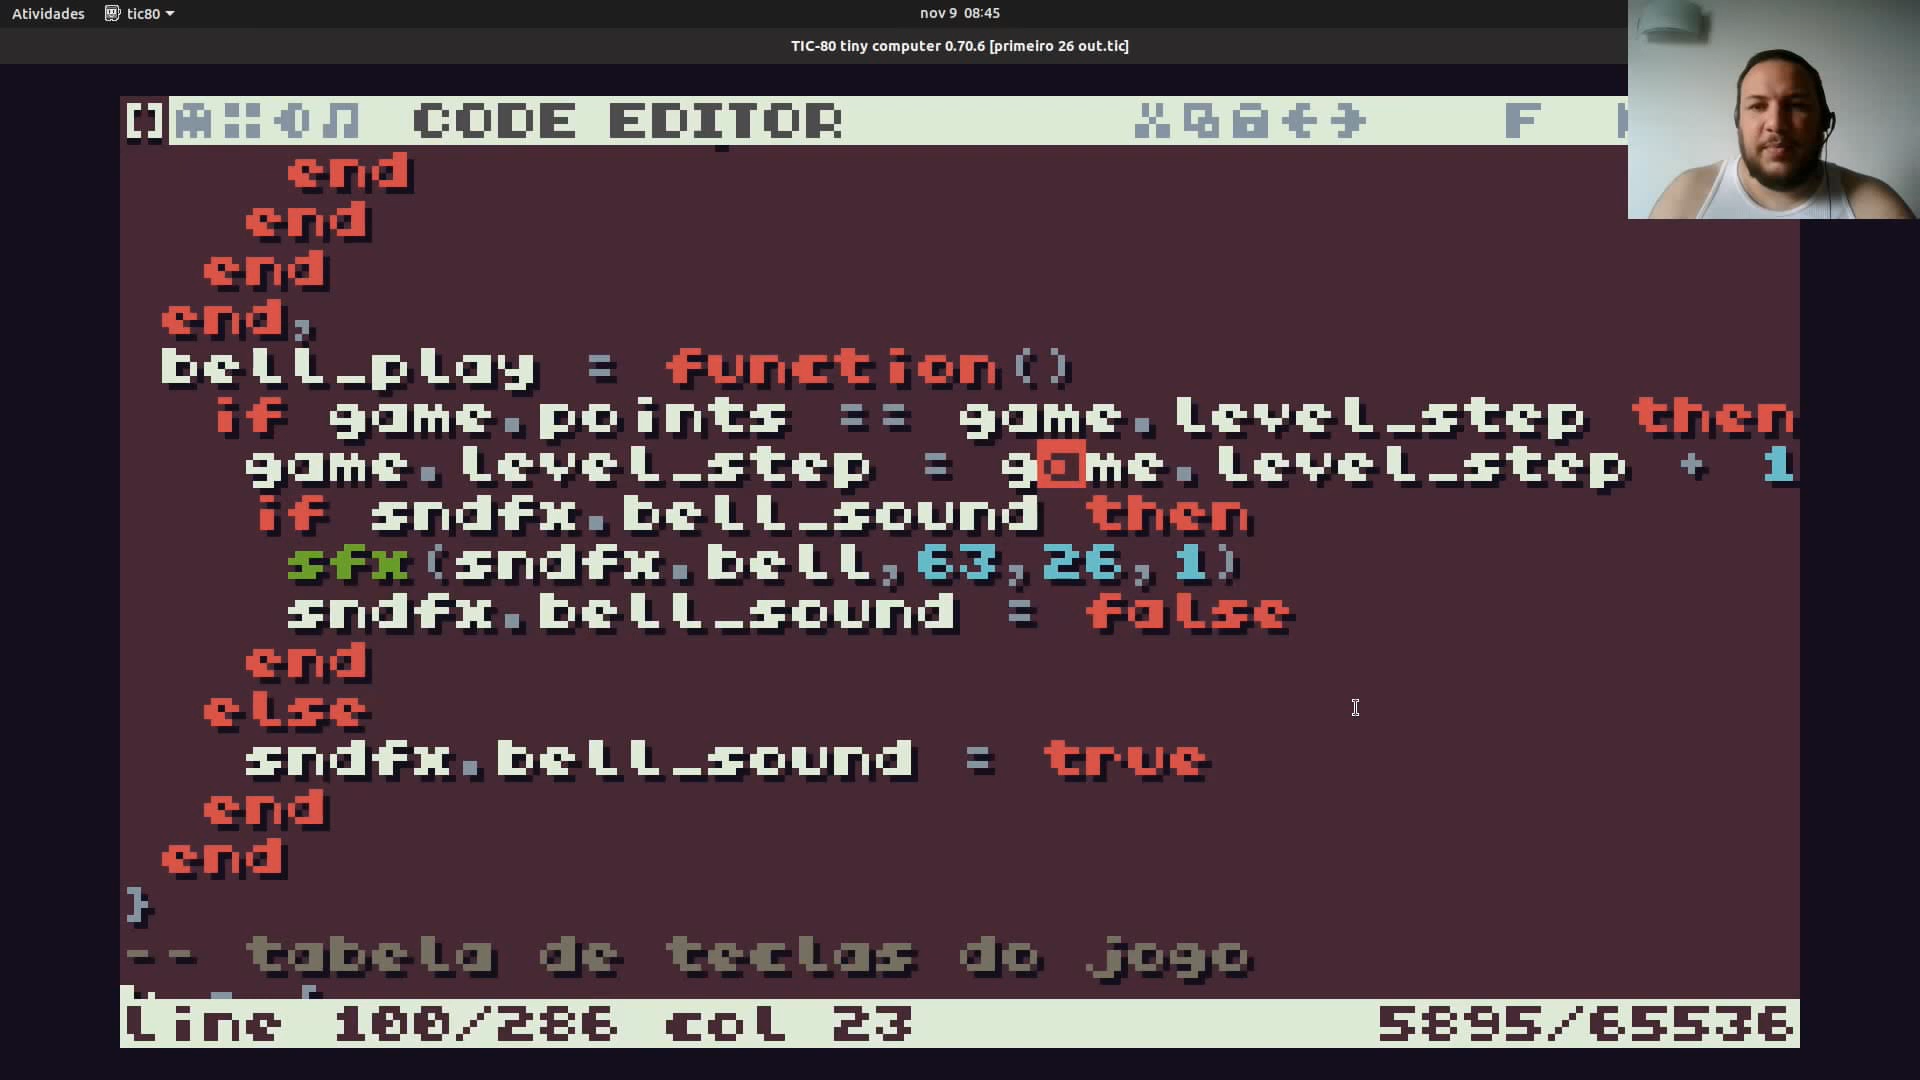 Atividades tic80 nov 9 08:45
TIC-80 tiny computer 0.70.6 [primeiro 26 out.tic]
[] CODE EDITOR F
end
end
end
end,
bell_play = function()
if game.points == game.level_step then
game.level_step = game.level_step + 1
if sndfx.bell_sound then
sfx(sndfx.bell,63,26,1)
sndfx.bell_sound = false
end
else
sndfx.bell_sound = true
end
end
}
-- tabela de teclas do jogo
line 100/286 col 23 5895/65536